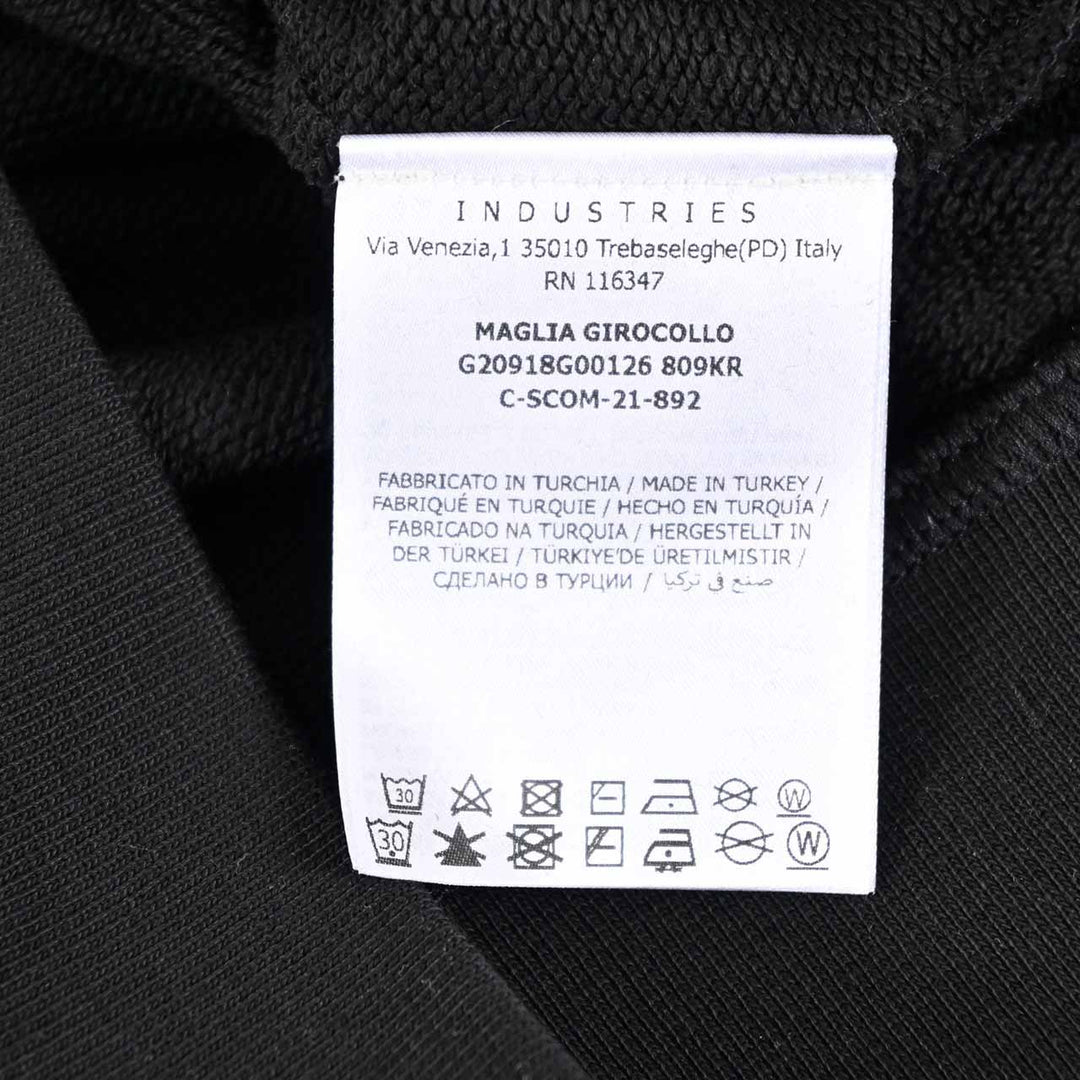 INDUSTRIES
Via Venezia,1 35010 Trebaseleghe(PD) Italy
RN 116347
MAGLIA GIROCOLLO
G20918G00126 809KR
C-SCOM-21-892
FABBRICATO IN TURCHIA / MADE IN TURKEY /
FABRIQUÉ EN TURQUIE / HECHO EN TURQUÍA /
FABRICADO NA TURQUIA / HERGESTELLT IN
DER TÜRKEI / TÜRKIYE'DE ÜRETILMISTIR /
СДЕЛАНО В ТУРЦИИ / صنع في تركيا
30 W
30 W